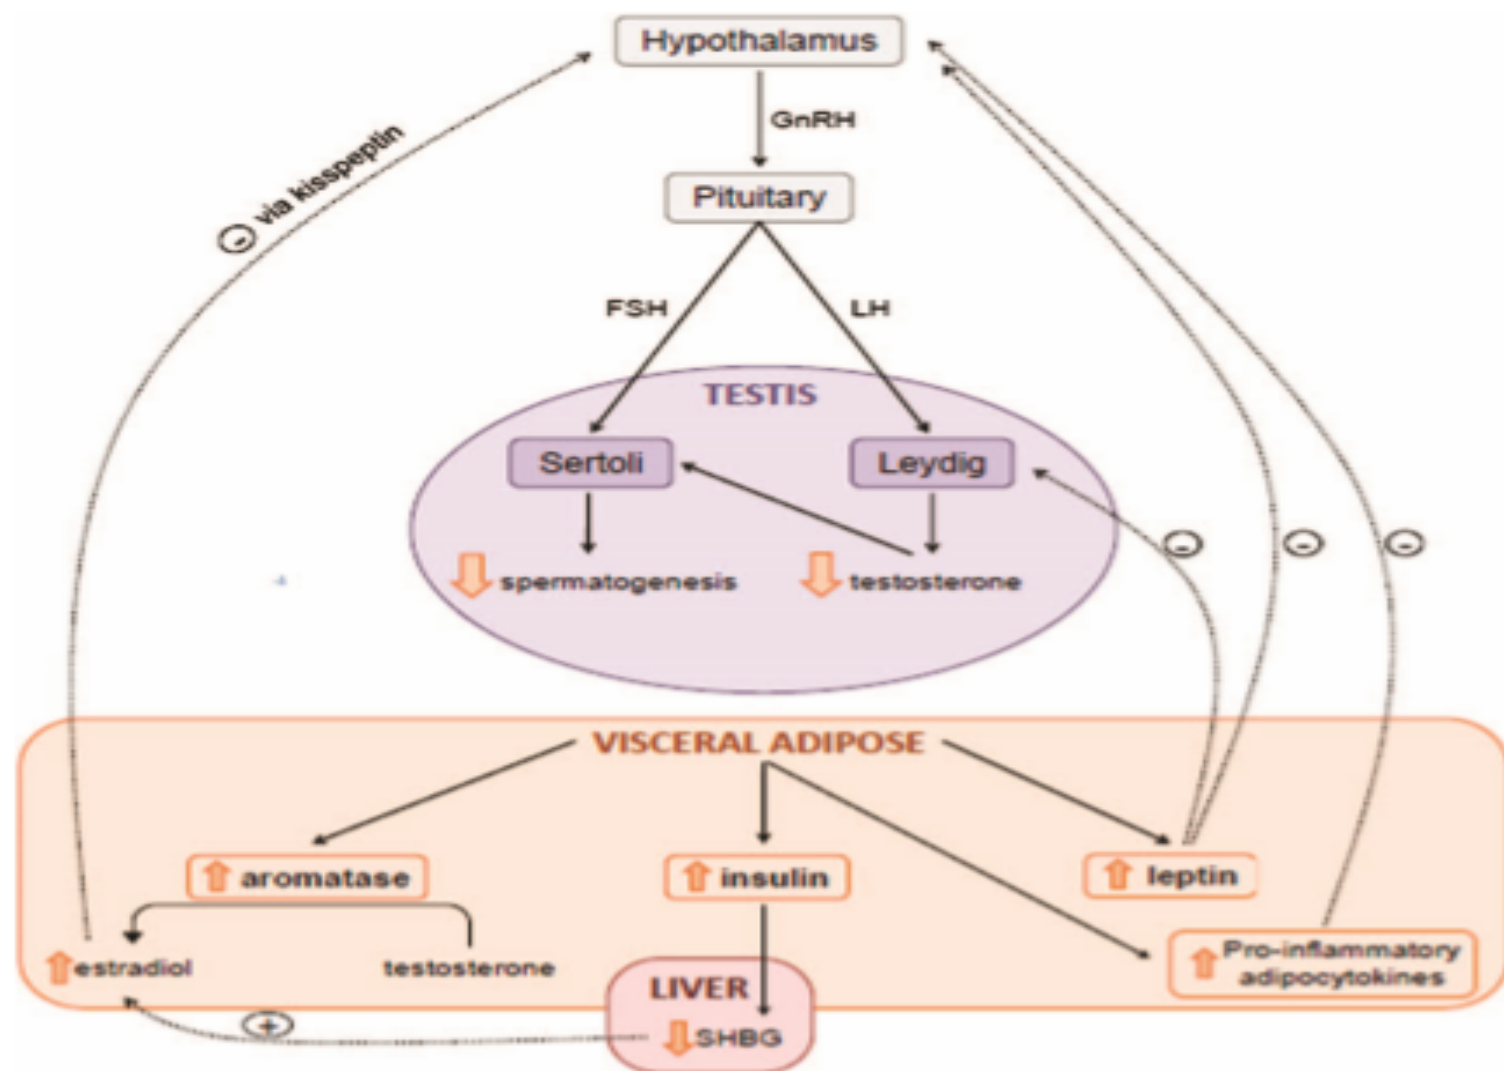 Hypothalamus
GnRH
- via kisspeptin
Pituitary
FSH
LH
TESTIS
Sertoli
Leydig
- - -
spermatogenesis
testosterone
VISCERAL ADIPOSE
aromatase
insulin
leptin
estradiol
testosterone
Pro-inflammatory
adipocytokines
LIVER
+
SHBG